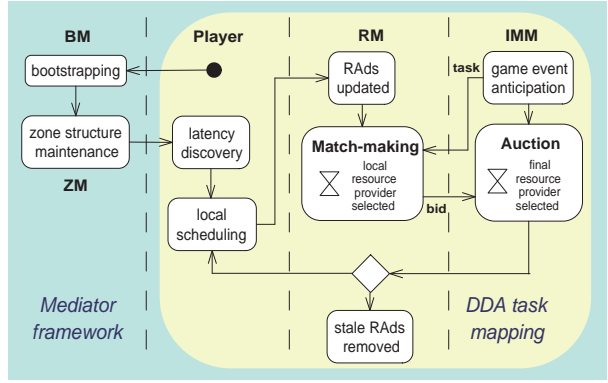 BM
Player
RM
IMM
bootstrapping
RAds
updated
task
game event
anticipation
zone structure
maintenance
ZM
latency
discovery
Match-making
local
resource
provider
selected
Auction
final
resource
provider
selected
bid
local
scheduling
Mediator
framework
stale RAds
removed
DDA task
mapping